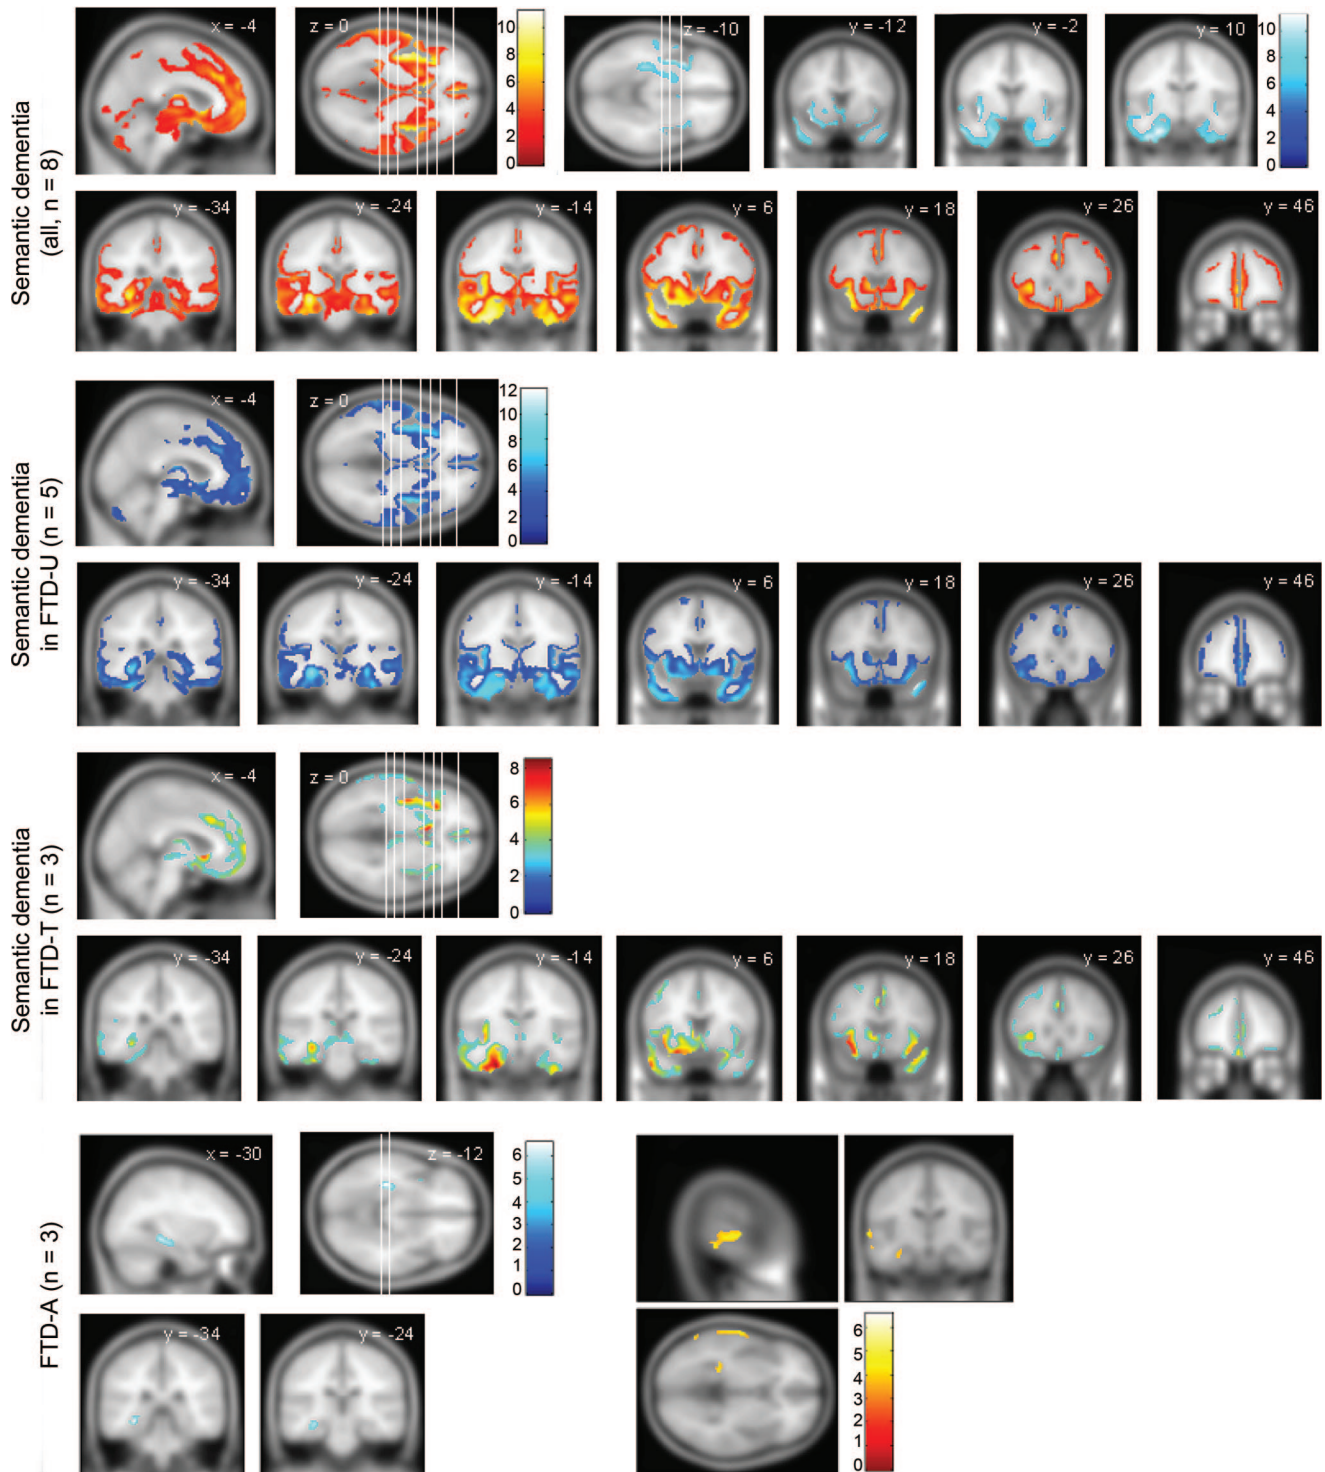 Semantic dementia
(all, n = 8)
x = -4
z = 0
10
8
6
4
2
0
z = -10
y = -12
y = -2
y = 10
10
8
6
4
2
0
y = -34
y = -24
y = -14
y = 6
y = 18
y = 26
y = 46
Semantic dementia
in FTD-U (n = 5)
x = -4
z = 0
12
10
8
6
4
2
0
y = -34
y = -24
y = -14
y = 6
y = 18
y = 26
y = 46
Semantic dementia
in FTD-T (n = 3)
x = -4
z = 0
8
6
4
2
0
y = -34
y = -24
y = -14
y = 6
y = 18
y = 26
y = 46
FTD-A (n = 3)
x = -30
z = -12
6
5
4
3
2
1
0
y = -34
y = -24
6
5
4
3
2
1
0